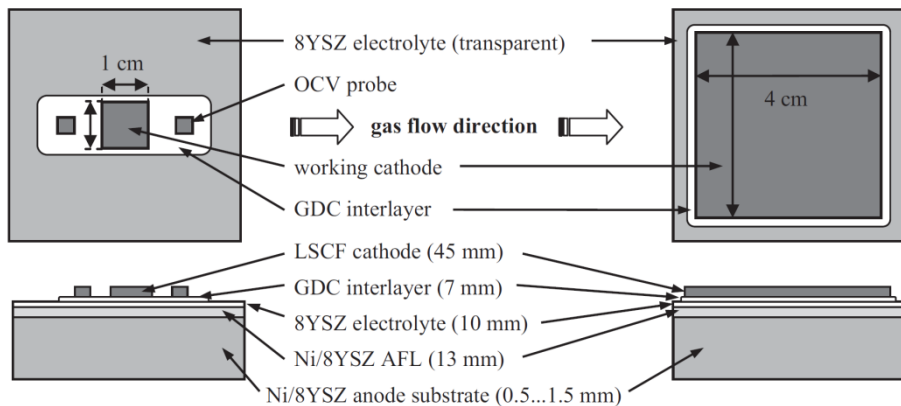 8YSZ electrolyte (transparent)
1 cm
OCV probe
4 cm
gas flow direction
working cathode
GDC interlayer
LSCF cathode (45 mm)
GDC interlayer (7 mm)
8YSZ electrolyte (10 mm)
Ni/8YSZ AFL (13 mm)
Ni/8YSZ anode substrate (0.5...1.5 mm)